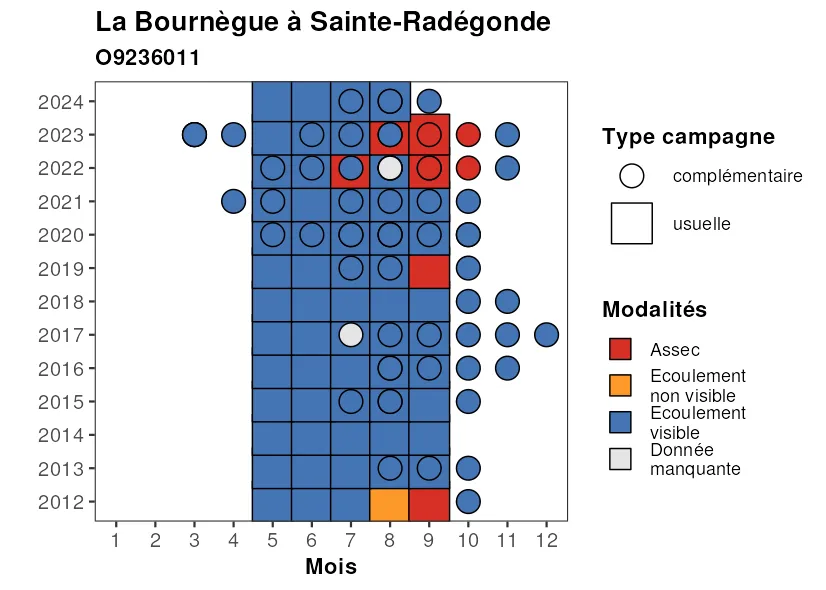 La Bournègue à Sainte-Radégonde
O9236011
2024
2023
2022
2021
2020
2019
2018
2017
2016
2015
2014
2013
2012
1 2 3 4 5 6 7 8 9 10 11 12
Mois
Type campagne
complémentaire
usuelle
Modalités
Assec
Ecoulement
non visible
Ecoulement
visible
Donnée
manquante